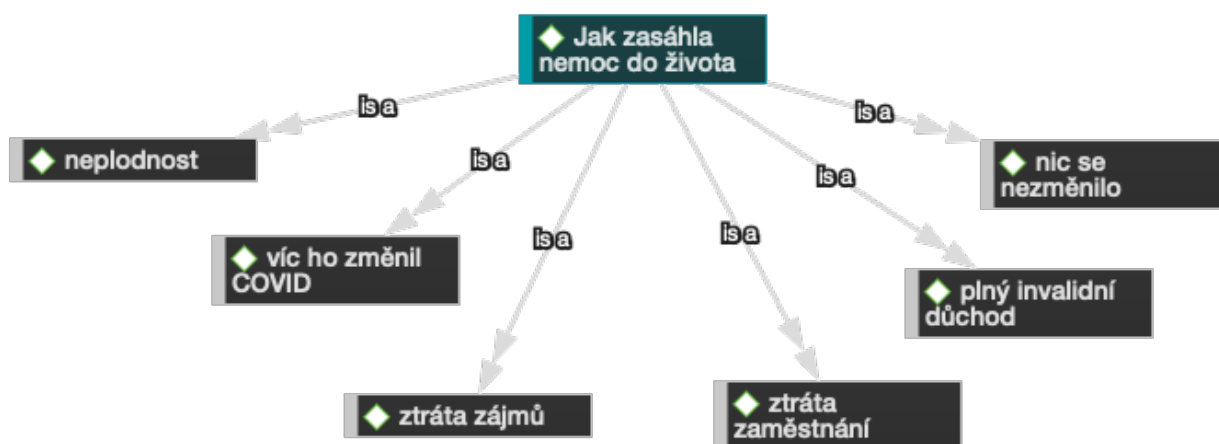 Jak zasáhla
nemoc do života
is a
is a
is a
is a
is a
is a
neplodnost
víc ho změnil
COVID
ztráta zájmů
ztráta
zaměstnání
plný invalidní
důchod
nic se
nezměnilo